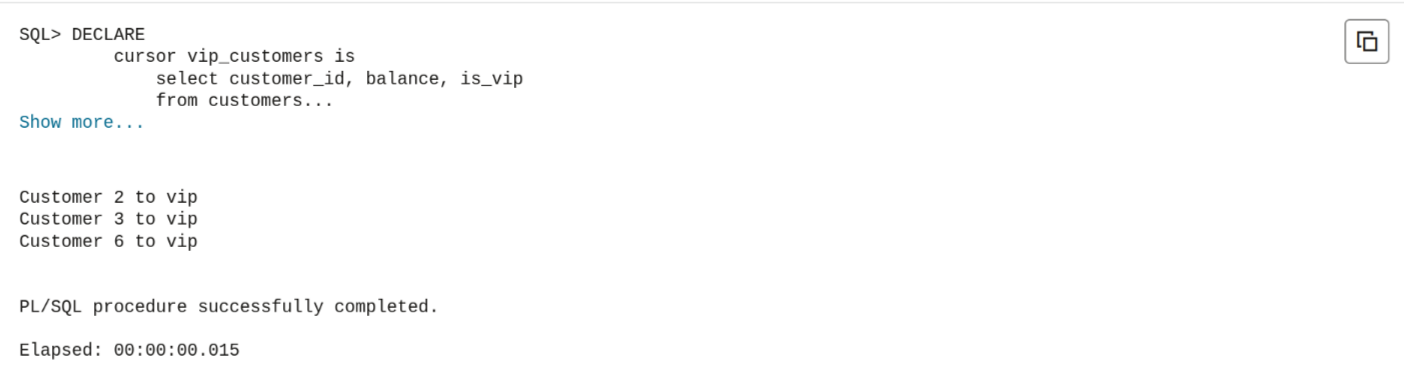 SQL> DECLARE
         cursor vip_customers is
             select customer_id, balance, is_vip
             from customers...
Show more...
Customer 2 to vip
Customer 3 to vip
Customer 6 to vip
PL/SQL procedure successfully completed.
Elapsed: 00:00:00.015